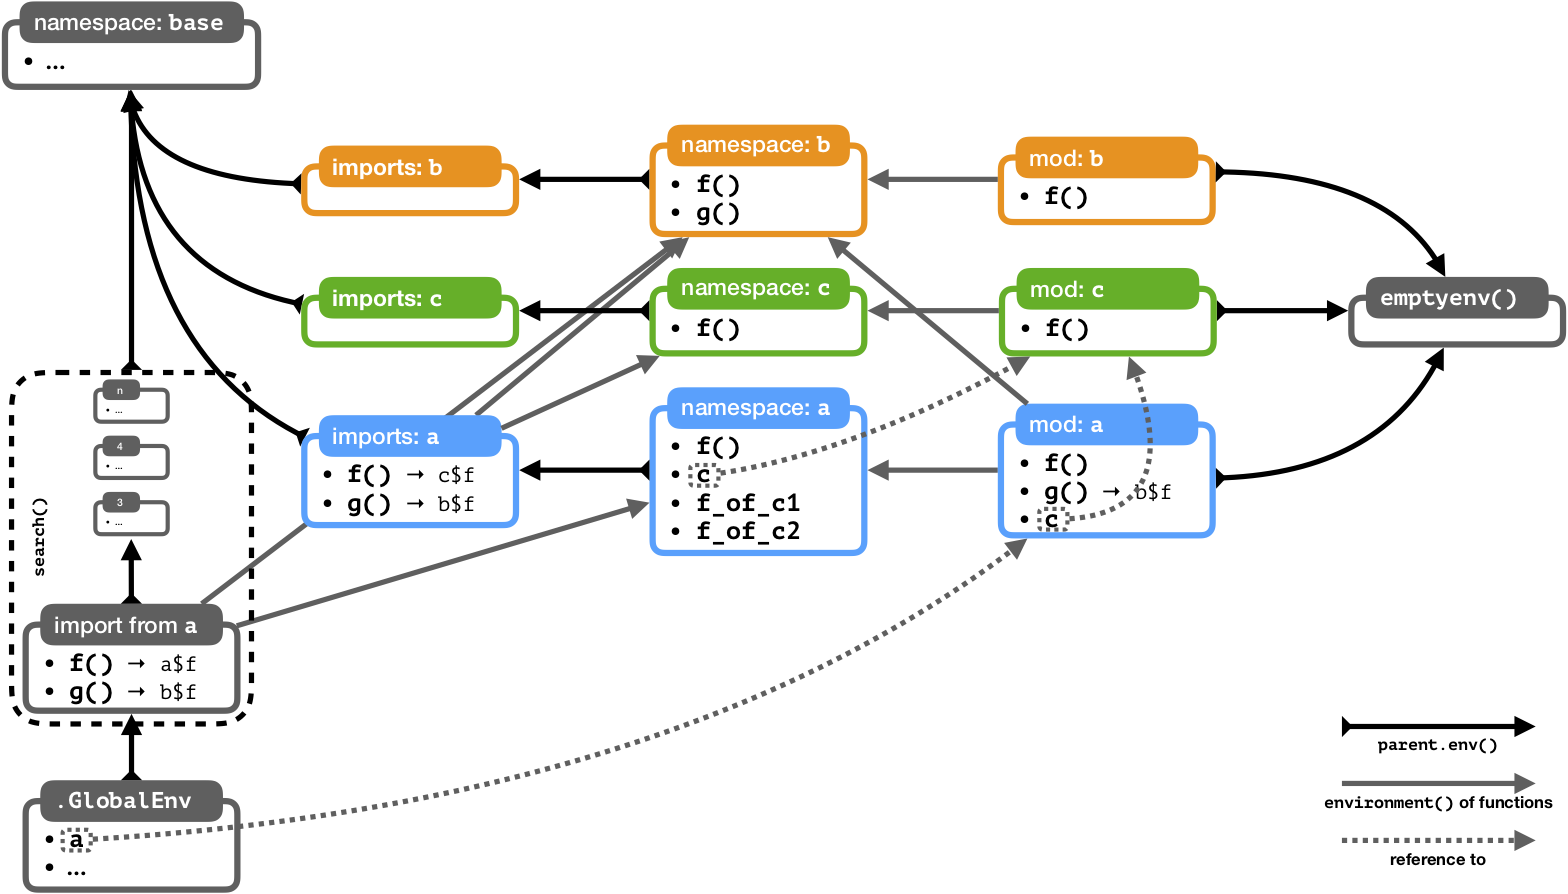 namespace: base
• ...
imports: b
namespace: b
• f()
• g()
mod: b
• f()
imports: c
namespace: c
• f()
mod: c
• f()
emptyenv()
n
• ...
4
• ...
3
• ...
search()
imports: a
• f() → c$f
• g() → b$f
namespace: a
• f()
• c
• f_of_c1
• f_of_c2
mod: a
• f()
• g() → b$f
• c
import from a
• f() → a$f
• g() → b$f
.GlobalEnv
• a
• ...
parent.env()
environment() of functions
reference to